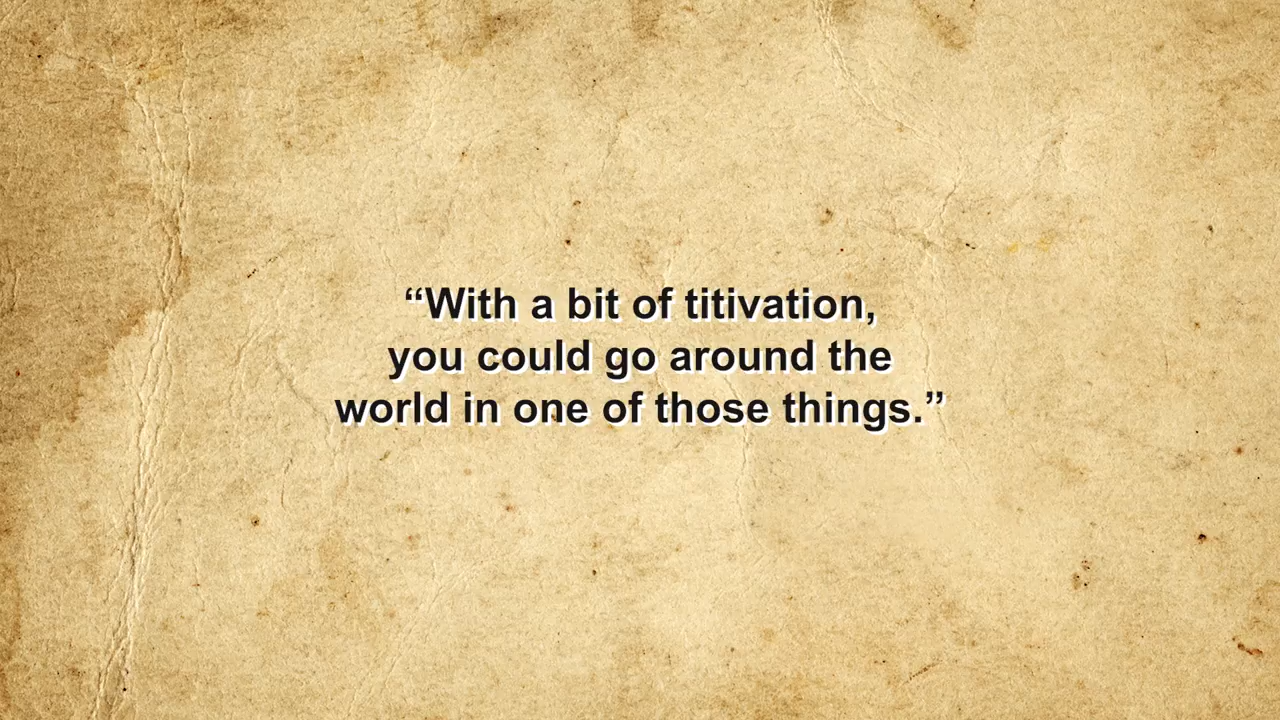 “With a bit of titivation,
you could go around the
world in one of those things.”